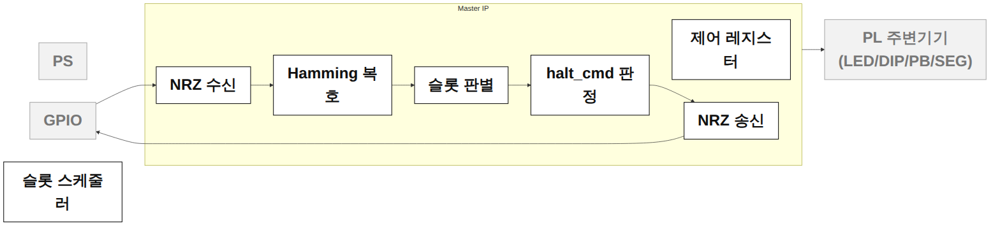 Master IP
PS
GPIO
슬롯 스케줄
러
NRZ 수신
Hamming 복
호
슬롯 판별
halt_cmd 판
정
제어 레지스
터
NRZ 송신
PL 주변기기
(LED/DIP/PB/SEG)